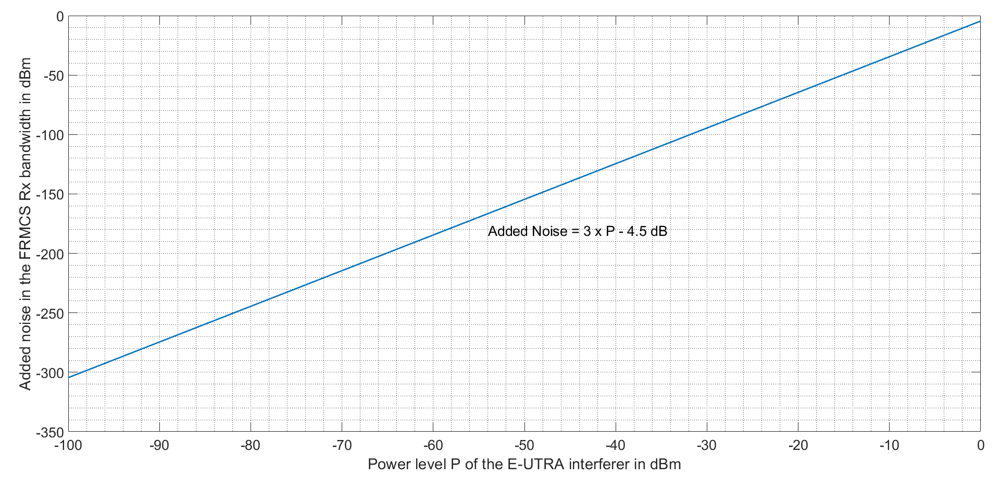 Added noise in the FRMCS Rx bandwidth in dBm
0
-50
-100
-150
-200
-250
-300
-350
Added Noise = 3 x P - 4.5 dB
-100 -90 -80 -70 -60 -50 -40 -30 -20 -10 0
Power level P of the E-UTRA interferer in dBm